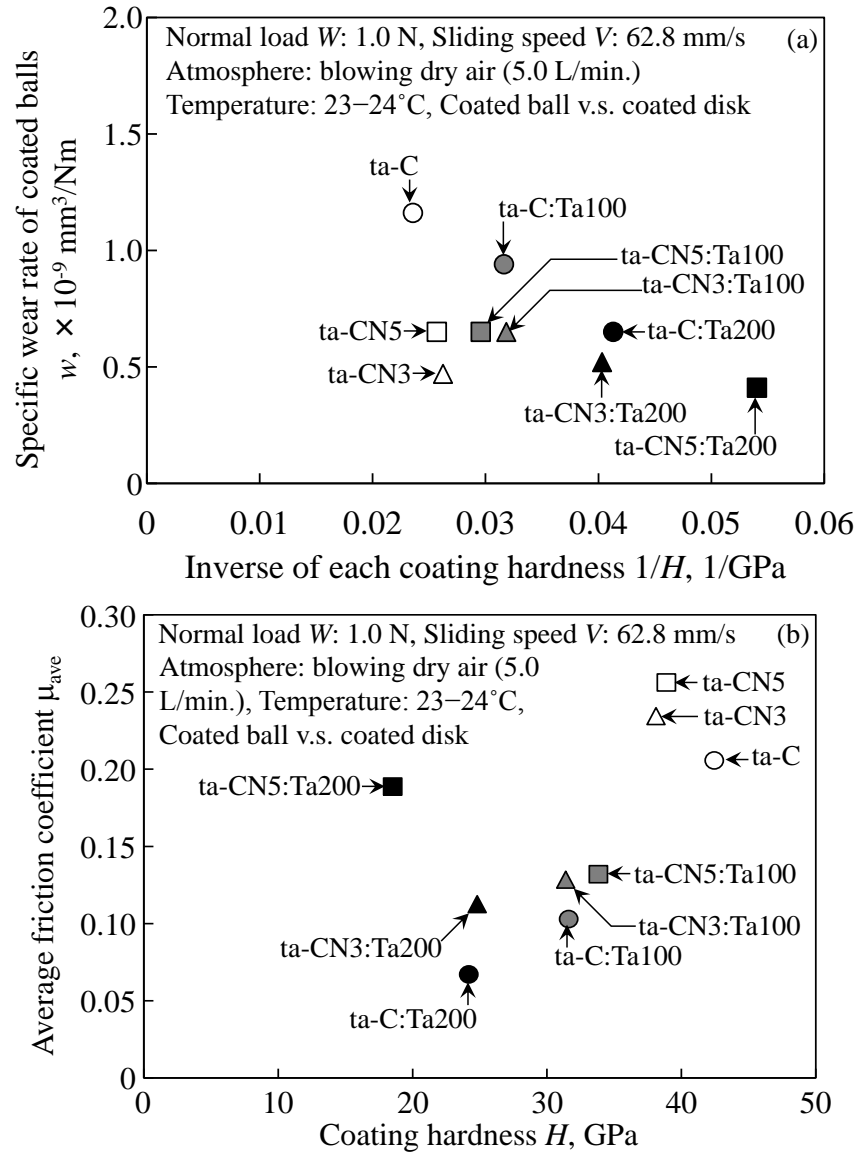 2.0
Normal load W: 1.0 N, Sliding speed V: 62.8 mm/s
(a)
Atmosphere: blowing dry air (5.0 L/min.)
Temperature: 23−24˚C, Coated ball v.s. coated disk
1.5
ta-C
ta-C:Ta100
1.0
ta-CN5:Ta100
ta-CN3:Ta100
ta-CN5
ta-C:Ta200
0.5
ta-CN3
ta-CN3:Ta200
ta-CN5:Ta200
0
Specific wear rate of coated balls
w, ×10-9 mm3/Nm
0 0.01 0.02 0.03 0.04 0.05 0.06
Inverse of each coating hardness 1/H, 1/GPa
0.30
Normal load W: 1.0 N, Sliding speed V: 62.8 mm/s
(b)
Atmosphere: blowing dry air (5.0
L/min.), Temperature: 23−24˚C,
Coated ball v.s. coated disk
0.25
ta-CN5
ta-CN3
ta-C
0.20
ta-CN5:Ta200
0.15
ta-CN5:Ta100
ta-CN3:Ta100
0.10
ta-CN3:Ta200
ta-C:Ta100
0.05
ta-C:Ta200
0
Average friction coefficient μave
0 10 20 30 40 50
Coating hardness H, GPa